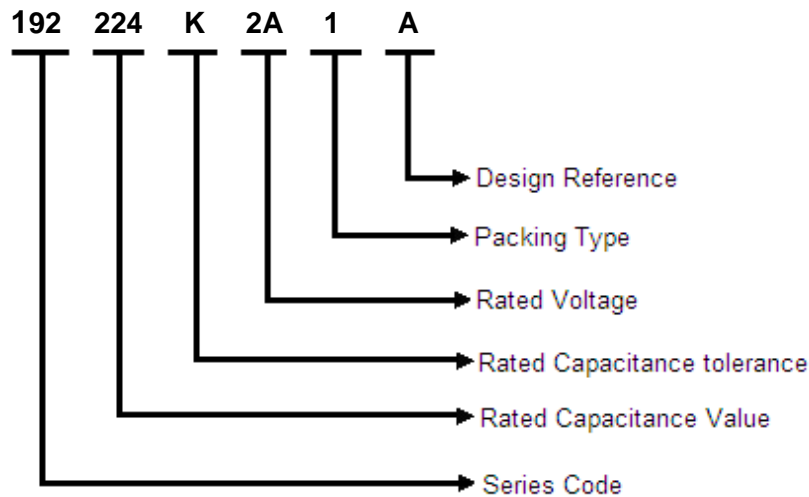 192 224 K 2A 1 A
Design Reference
Packing Type
Rated Voltage
Rated Capacitance tolerance
Rated Capacitance Value
Series Code